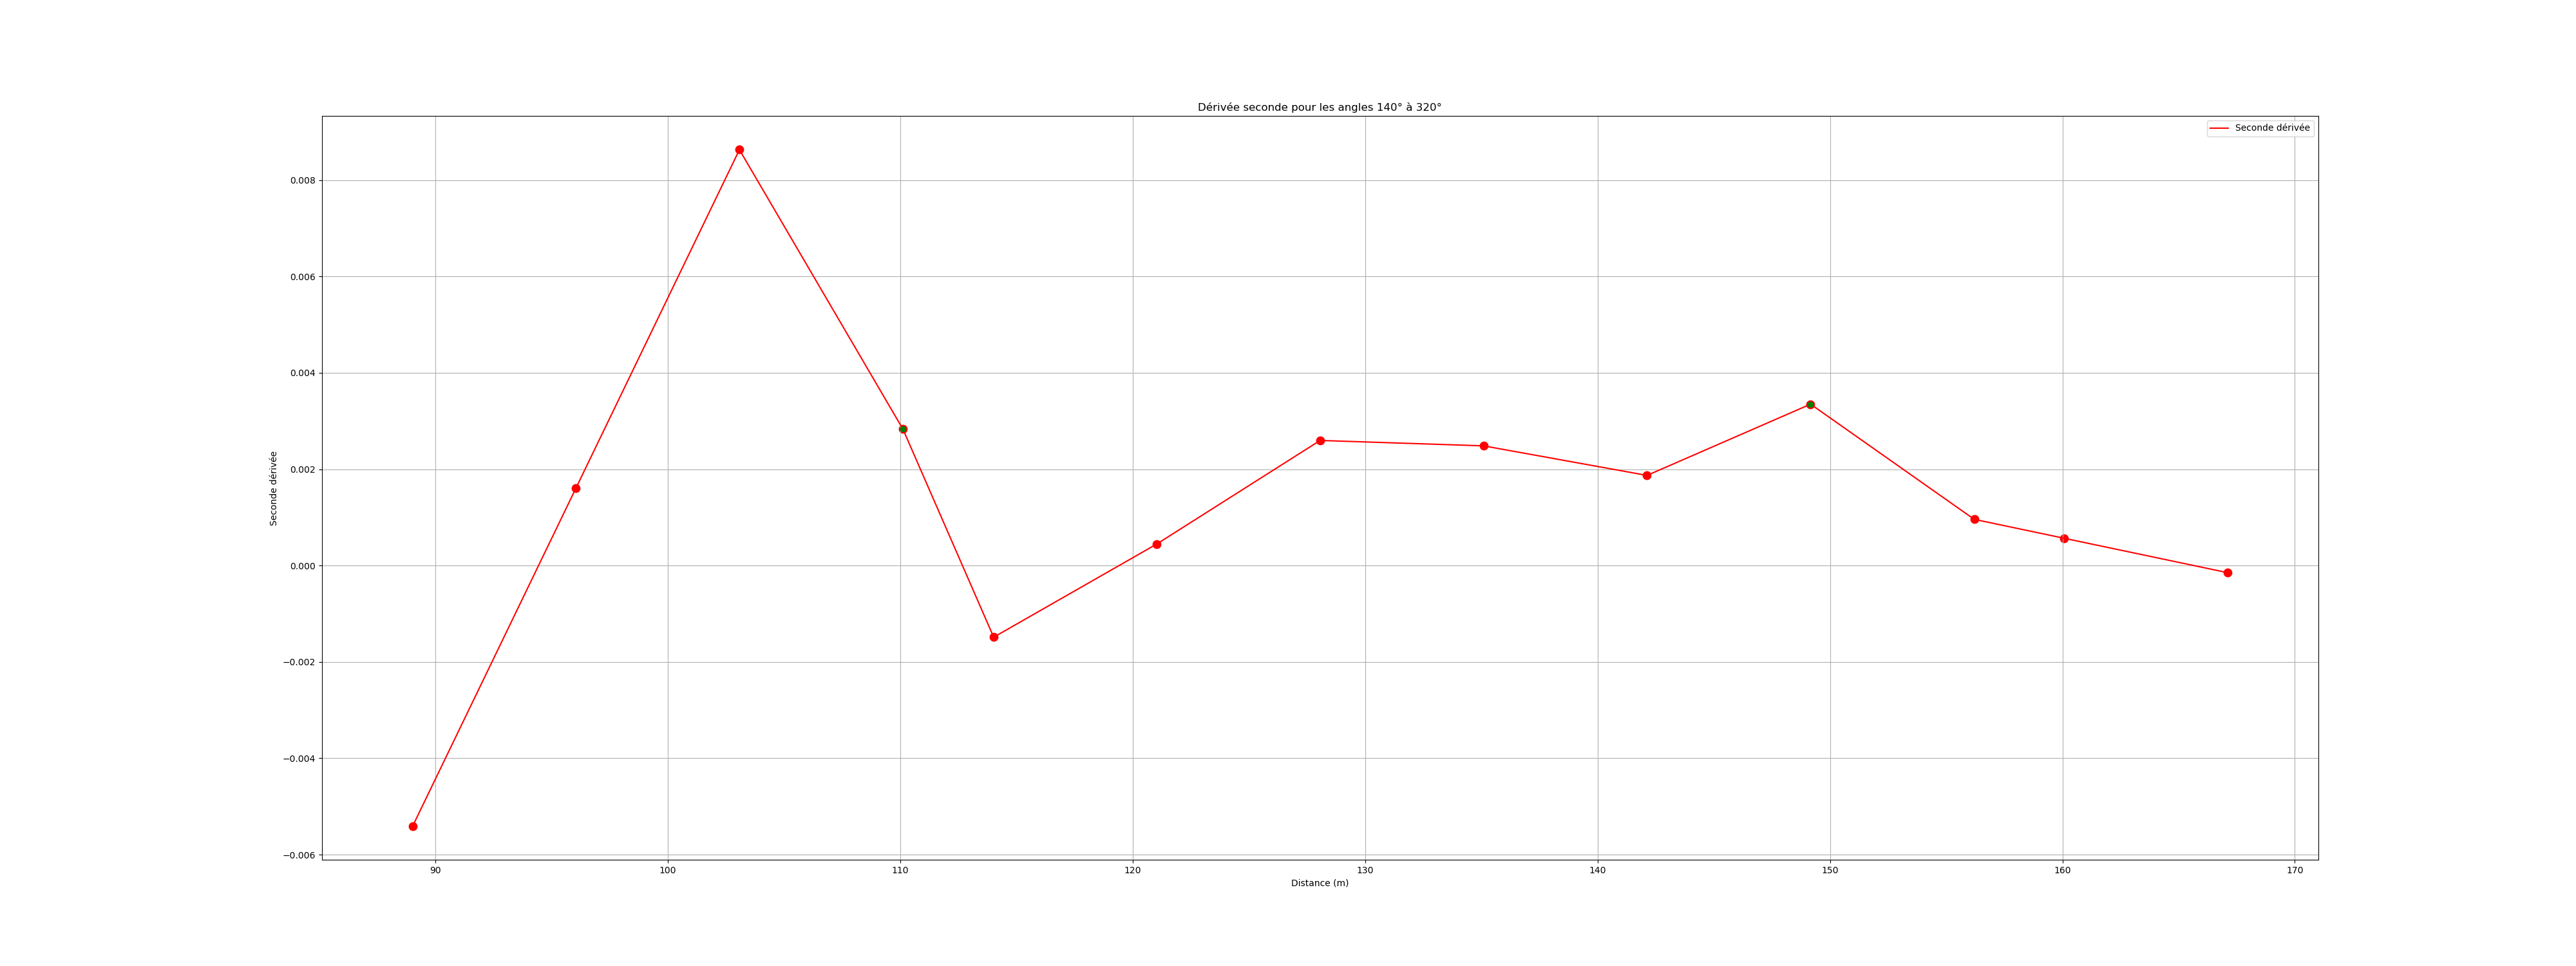 Dérivée seconde pour les angles 140° à 320°
Seconde dérivée
0.008
0.006
0.004
0.002
0.000
−0.002
−0.004
−0.006
Seconde dérivée
90 100 110 120 130 140 150 160 170
Distance (m)